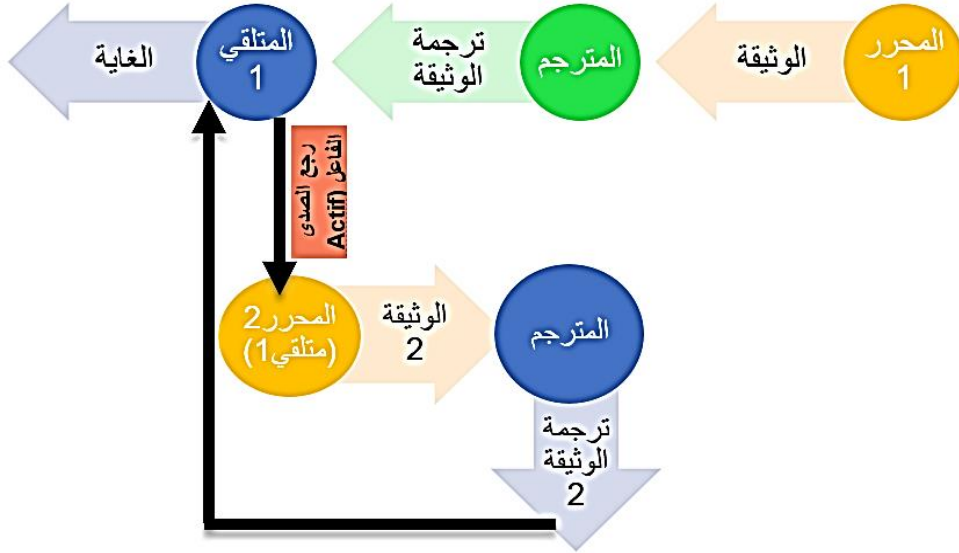 المحرر
1
الوثيقة
المترجم
ترجمة
الوثيقة
المتلقي
1
الغاية
رجع الصدى
الفاعل (Actif
المحرر2
(متلقي1)
الوثيقة
2
المترجم
ترجمة
الوثيقة
2